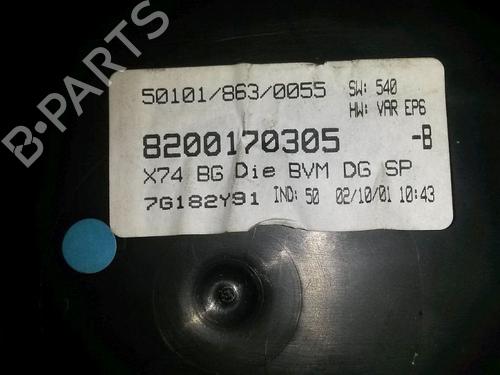 B-PARTS
50101/863/0055 SW: 540
HW: VAR EP6
8200170305 -B
X74 BG Die BVM DG SP
7G182Y91 IND: 50 02/10/01 10:43